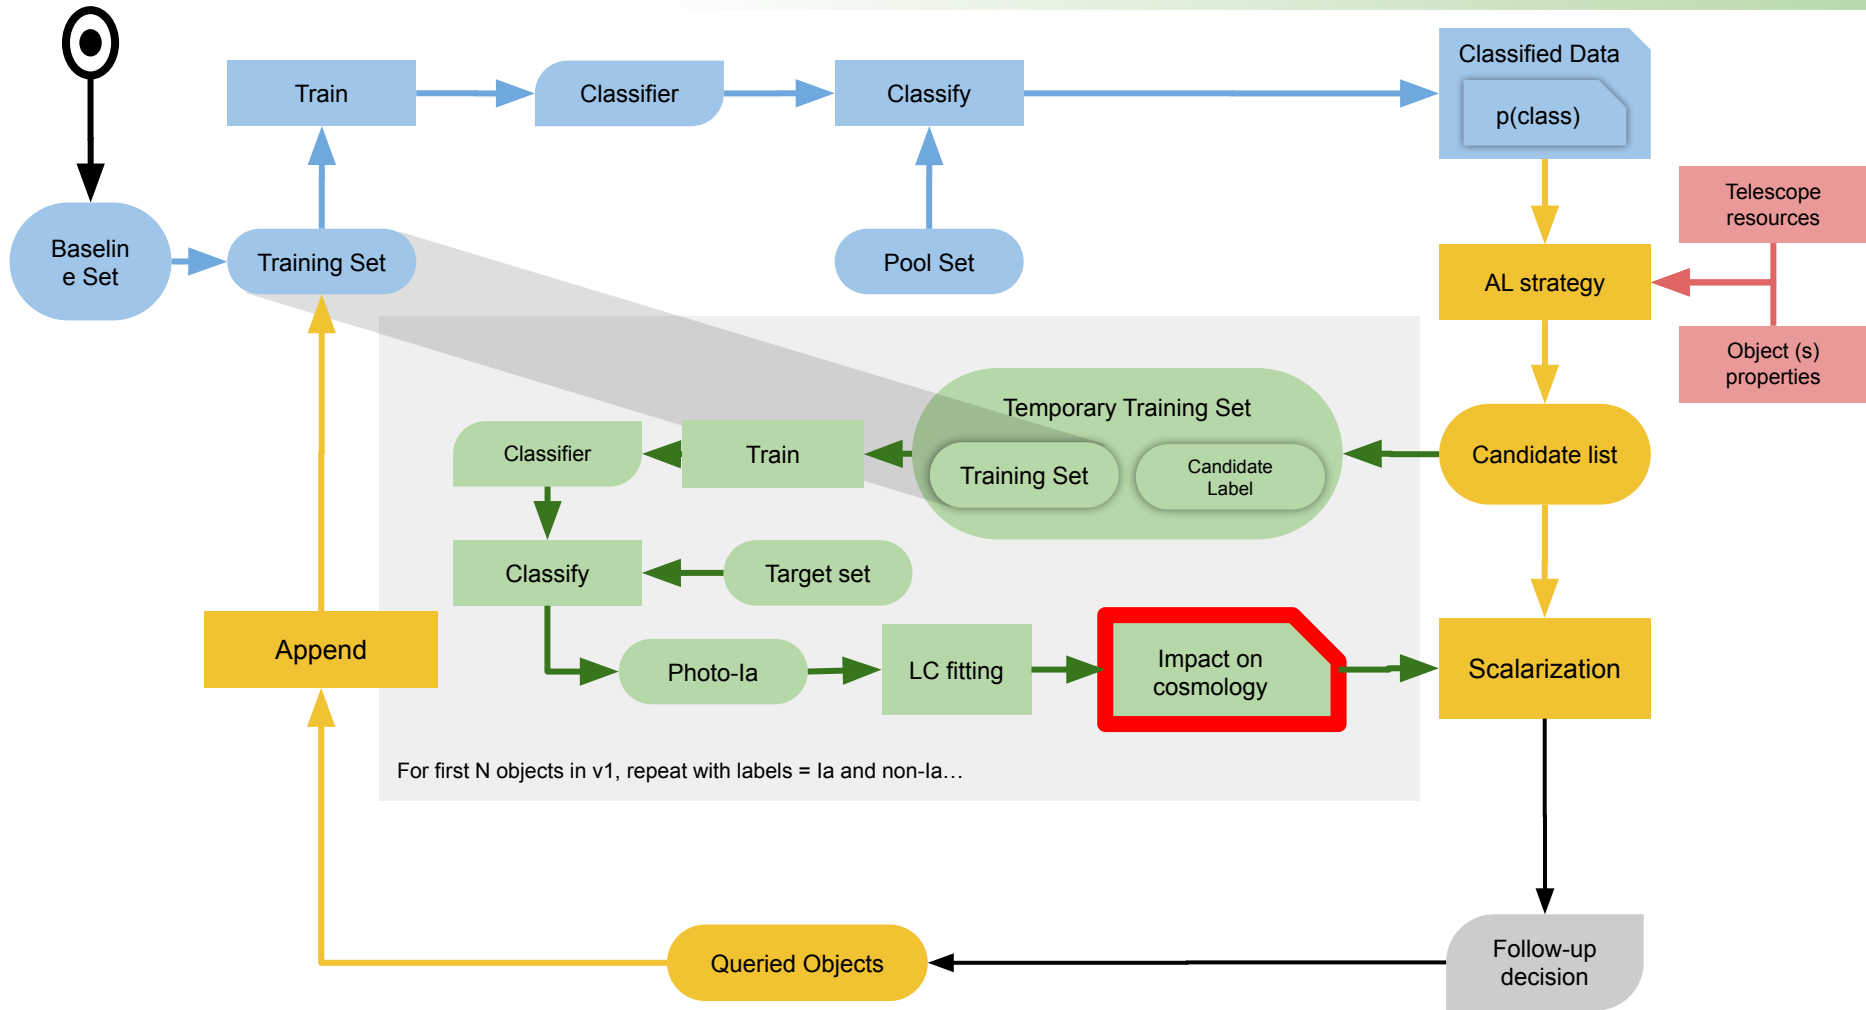 Train
Classifier
Classify
Classified Data
p(class)
Baselin
e Set
Training Set
Pool Set
Telescope
resources
AL strategy
Object (s)
properties
Temporary Training Set
Training Set
Candidate
Label
Train
Classifier
Candidate list
Classify
Target set
Append
Photo-Ia
LC fitting
Impact on
cosmology
Scalarization
For first N objects in v1, repeat with labels = Ia and non-Ia…
Queried Objects
Follow-up
decision